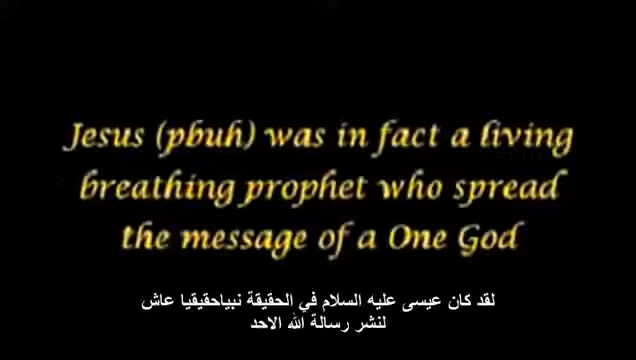 Jesus (pbuh) was in fact a living
breathing prophet who spread
the message of a One God
لقد كان عيسى عليه السلام في الحقيقة نبياحقيقيا عاش
لنشر رسالة الله الاحد